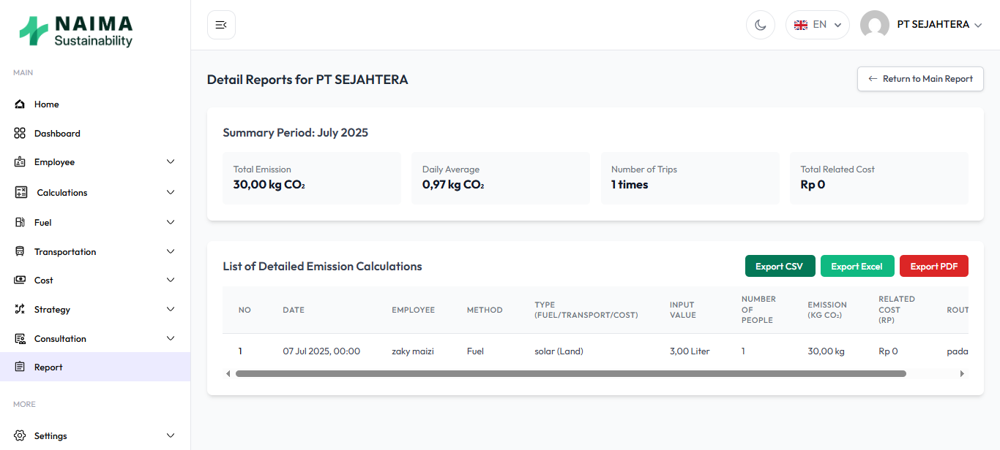 NAIMA
Sustainability
EN
PT SEJAHTERA
MAIN
Home
Dashboard
Employee
Calculations
Fuel
Transportation
Cost
Strategy
Consultation
Report
MORE
Settings
Detail Reports for PT SEJAHTERA
← Return to Main Report
Summary Period: July 2025
Total Emission
30,00 kg CO₂
Daily Average
0,97 kg CO₂
Number of Trips
1 times
Total Related Cost
Rp 0
List of Detailed Emission Calculations
Export CSV
Export Excel
Export PDF
NO
DATE
EMPLOYEE
METHOD
TYPE
(FUEL/TRANSPORT/COST)
INPUT
VALUE
NUMBER
OF
PEOPLE
EMISSION
(KG CO₂)
RELATED
COST
(RP)
ROUT
1
07 Jul 2025, 00:00
zaky maizi
Fuel
solar (Land)
3,00 Liter
1
30,00 kg
Rp 0
pada